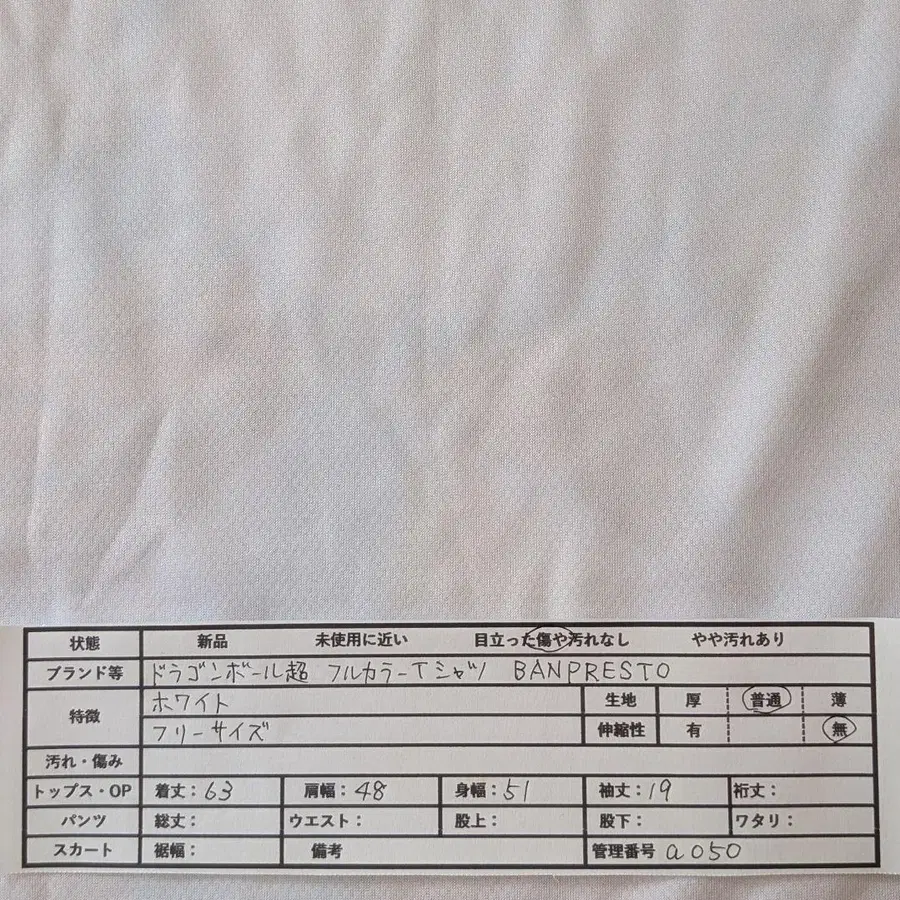 状態 新品 未使用に近い 目立った傷や汚れなし やや汚れあり
ブランド等 ドラゴンボール超 フルカラーTシャツ BANPRESTO
特徴 ホワイト 生地 厚 普通 薄
フリーサイズ 伸縮性 有 無
汚れ・傷み
トップス・OP 着丈:63 肩幅:48 身幅:51 袖丈:19 裄丈:
パンツ 総丈: ウエスト: 股上: 股下: ワタリ:
スカート 裾幅: 備考 管理番号 a050